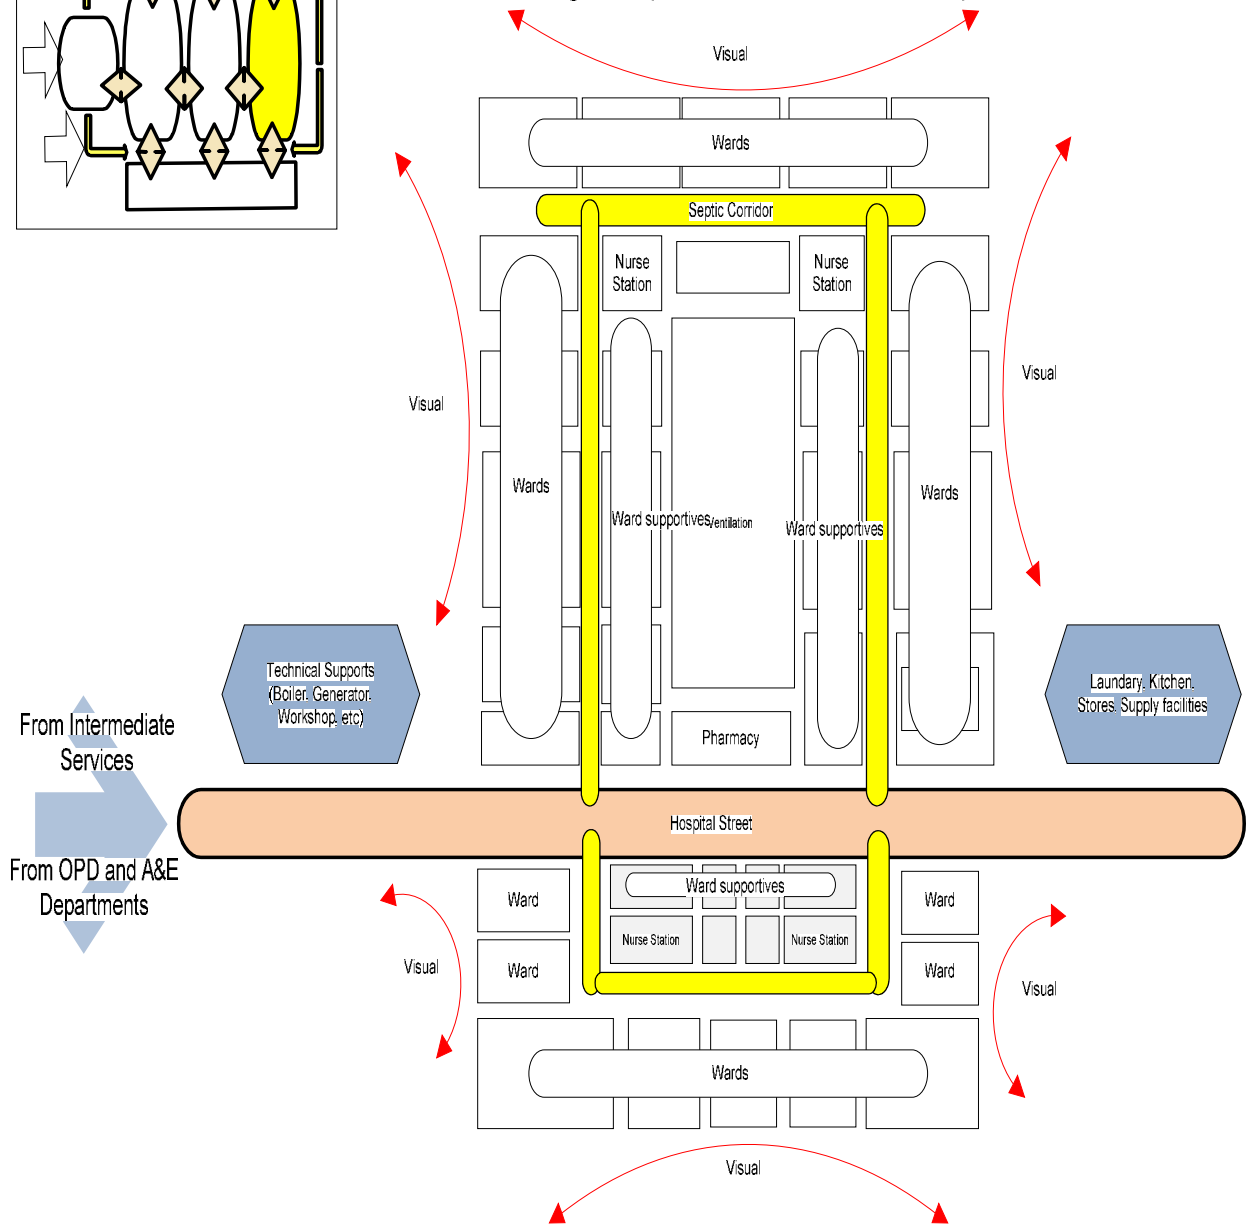 Visual
Wards
Septic Corridor
Nurse
Station
Nurse
Station
Visual
Visual
Wards
Wards
Ward supportives
Ventilation
Ward supportives
Technical Supports
(Boiler. Generator.
Workshop. etc)
Laundary. Kitchen.
Stores. Supply facilities
From Intermediate
Services
Pharmacy
Hospital Street
From OPD and A&E
Departments
Ward supportives
Ward
Ward
Nurse Station
Nurse Station
Visual
Ward
Ward
Visual
Wards
Visual